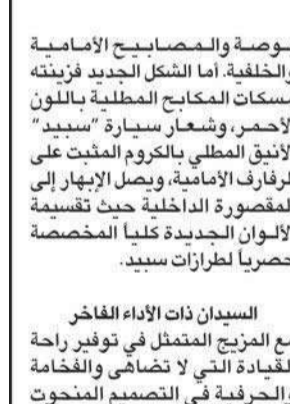 ـوصة والمصابيح الأمامية
والخلفية. أما الشكل الجديد فزينته
مسكات المكابح المطلية باللون
الأحمر، وشعار سيارة "سبيد"
الأنيق المطلي بالكروم المثبت على
الرفارف الأمامية، ويصل الإبهار إلى
المقصورة الداخلية حيث تقسيمة
الألوان الجديدة كلياً المخصصة
حصرياً لطرازات سبيد.
السيدان ذات الأداء الفاخر
مع المزيج المتمثل في توفير راحة
القيادة التي لا تضاهى والفخامة
والحرفية في التصميم المنحوت